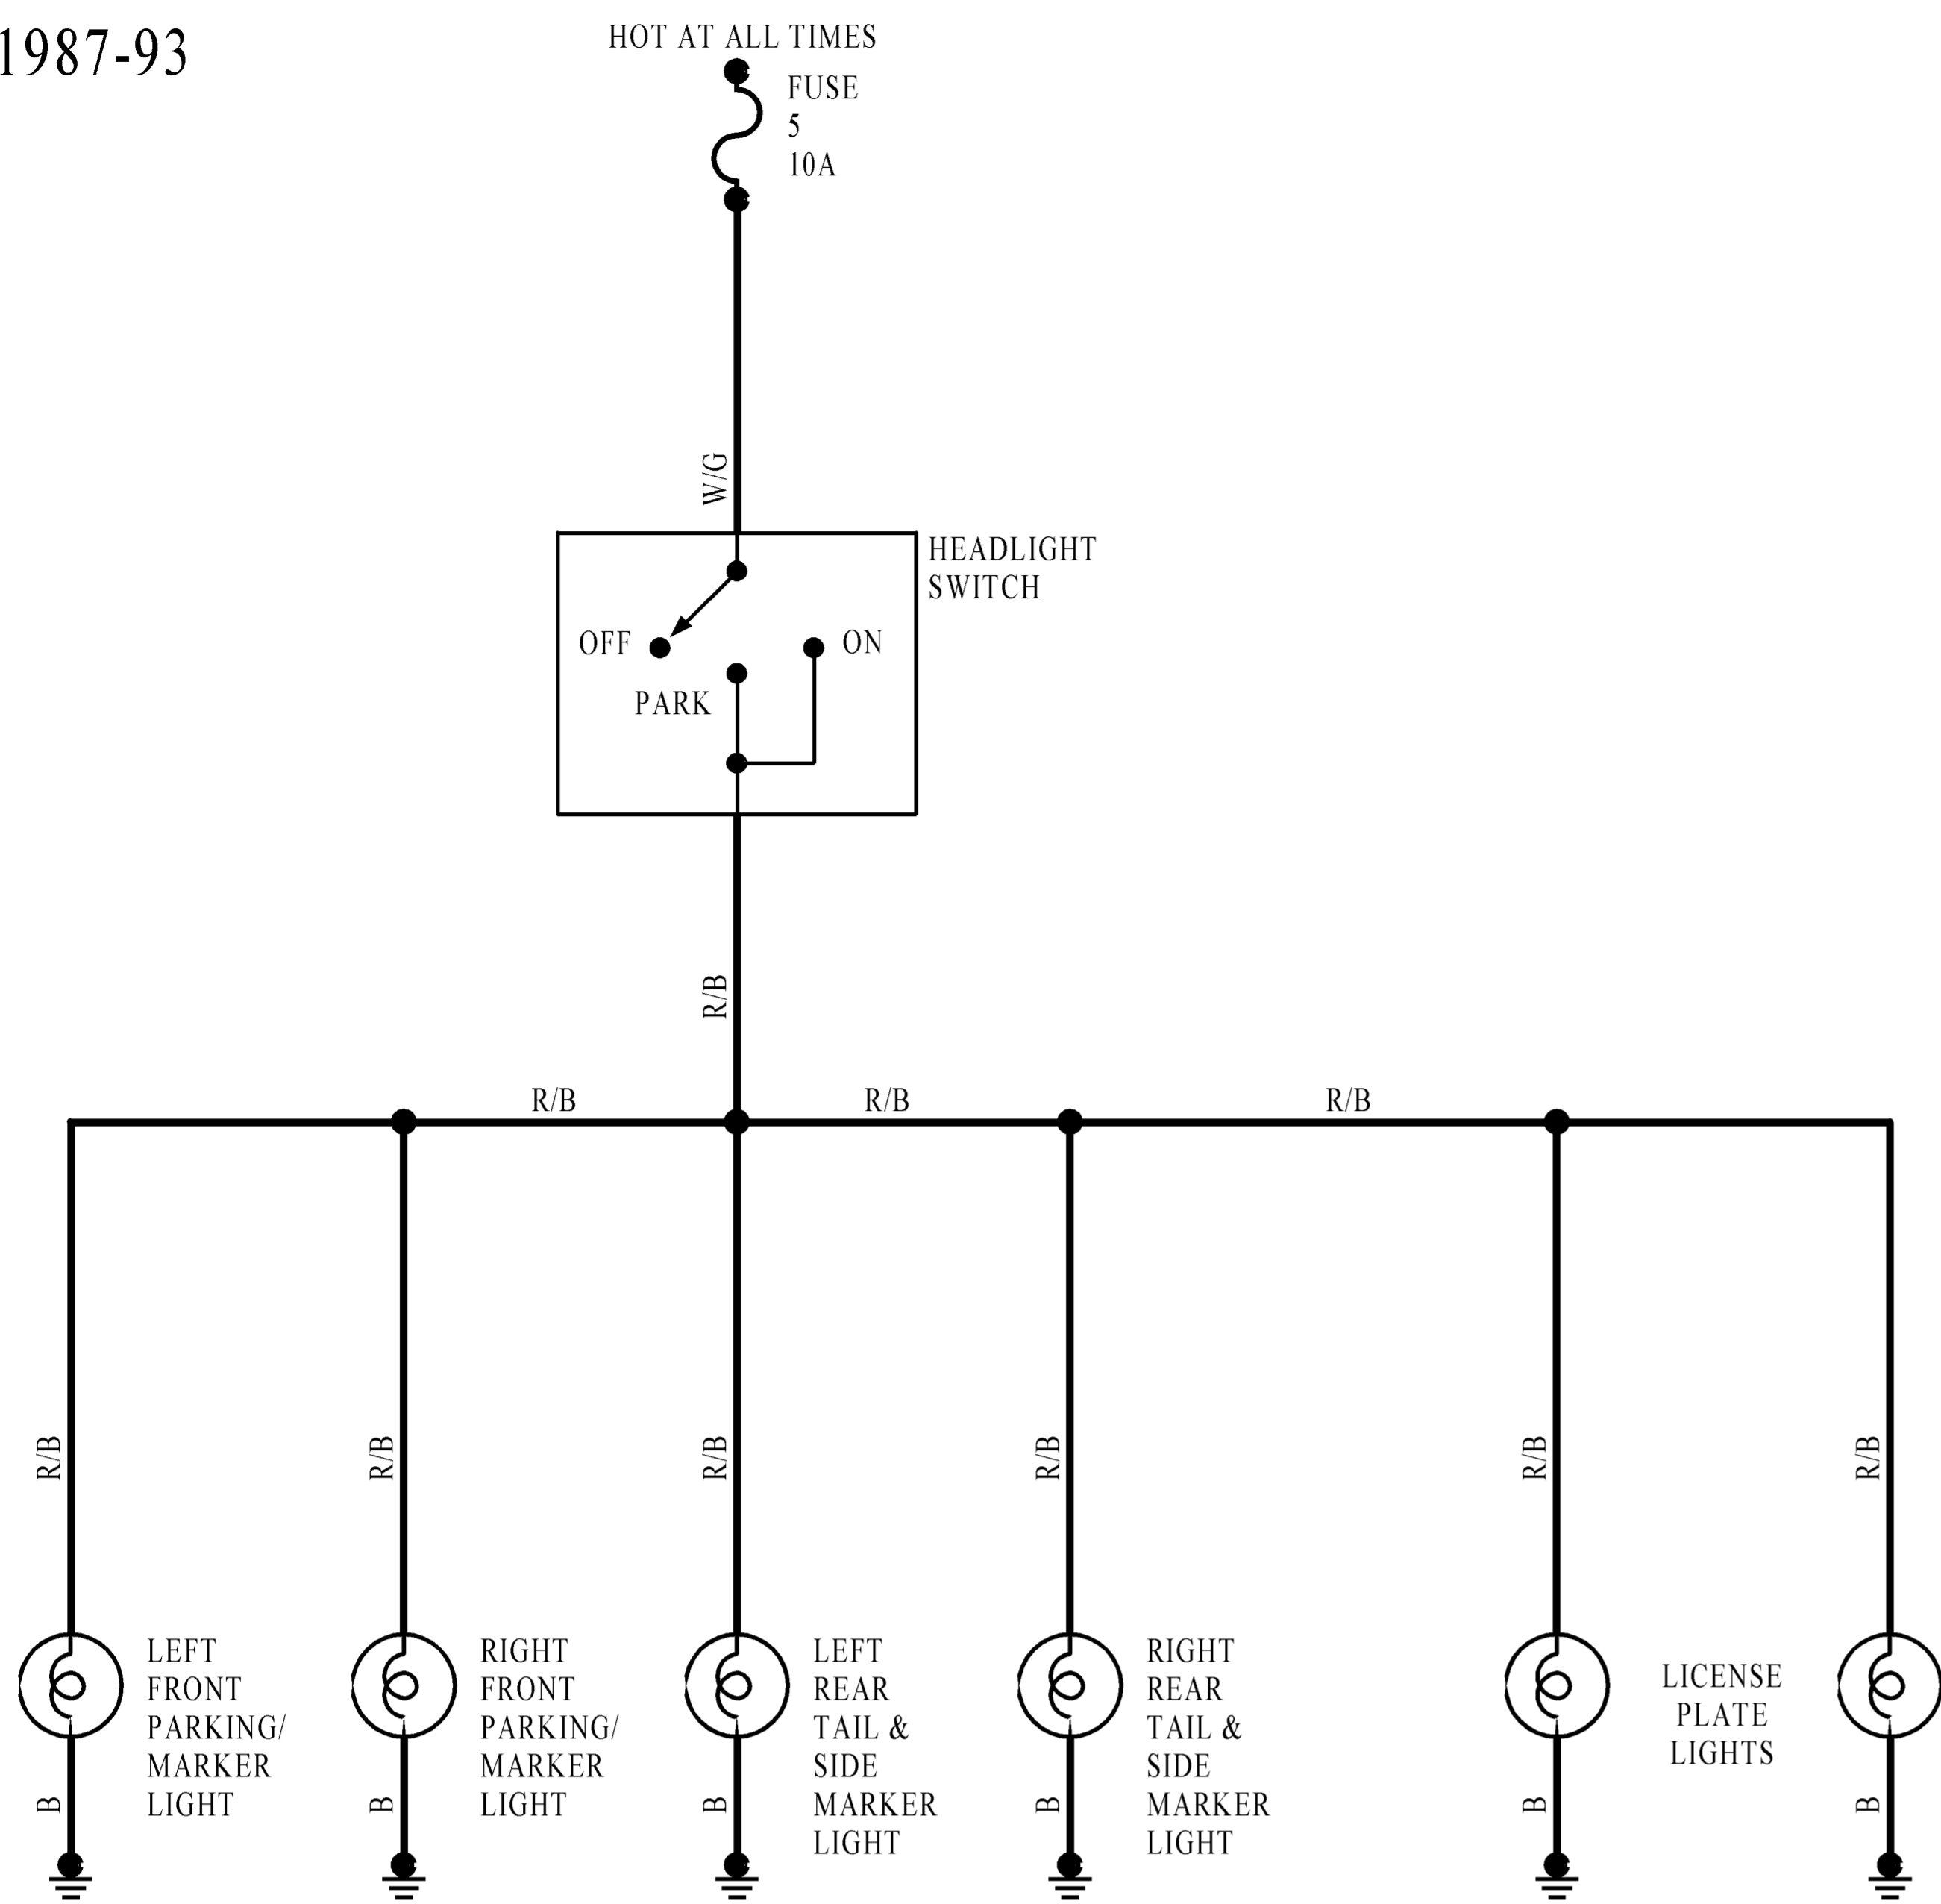 1987-93
HOT AT ALL TIMES
FUSE
5
10A
W/G
HEADLIGHT
SWITCH
OFF
ON
PARK
R/B
R/B
R/B
R/B
R/B
R/B
R/B
R/B
R/B
R/B
LEFT
FRONT
PARKING/
MARKER
LIGHT
RIGHT
FRONT
PARKING/
MARKER
LIGHT
LEFT
REAR
TAIL &
SIDE
MARKER
LIGHT
RIGHT
REAR
TAIL &
SIDE
MARKER
LIGHT
LICENSE
PLATE
LIGHTS
B
B
B
B
B
B